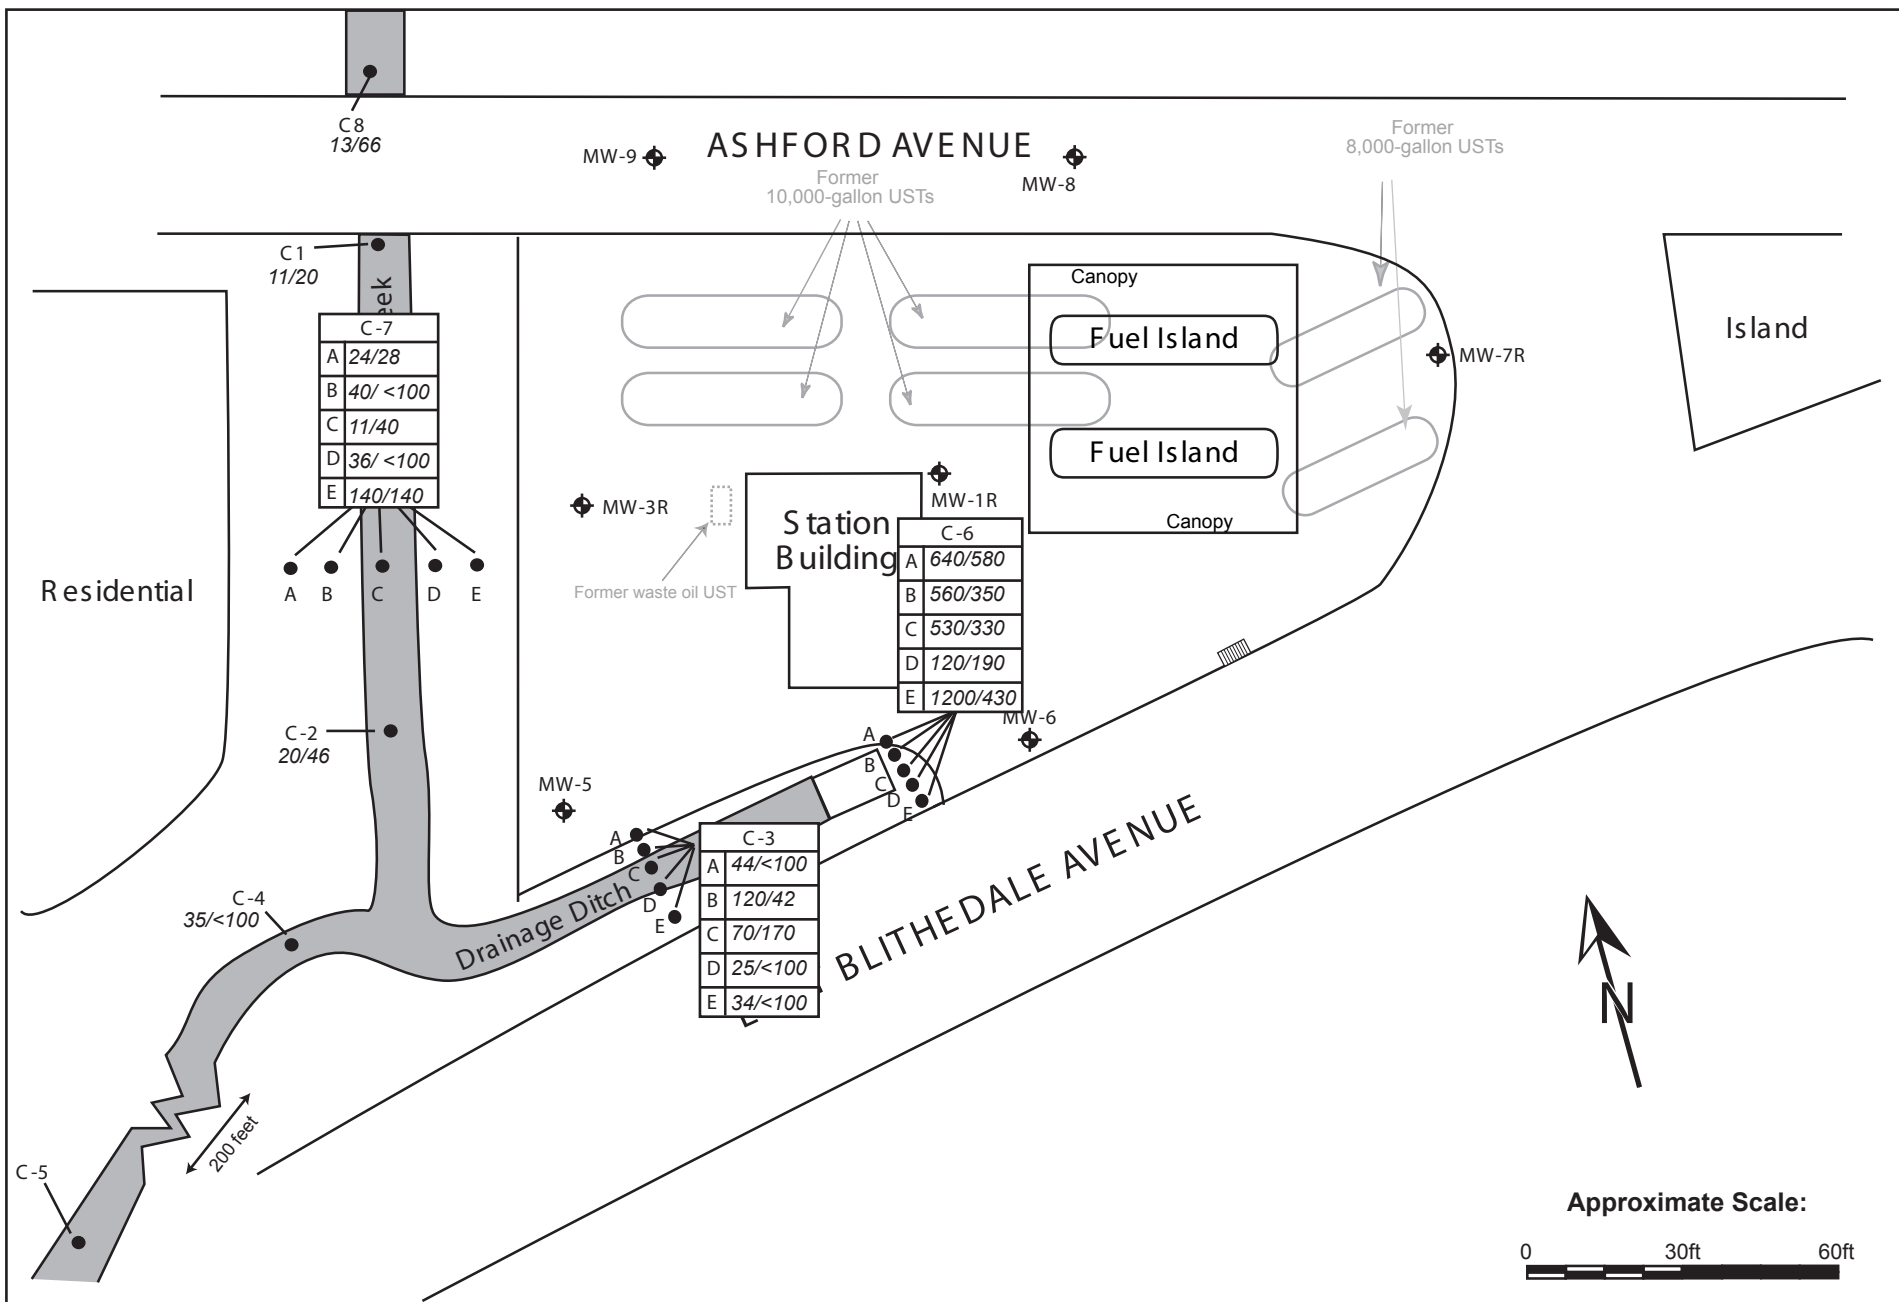 C8
13/66
MW-9
ASHFORD AVENUE
MW-8
Former
8,000-gallon USTs
Former
10,000-gallon USTs
C1
11/20
eek
C-7
A 24/28
B 40/ <100
C 11/40
D 36/ <100
E 140/140
A B C D E
Canopy
Fuel Island
Fuel Island
Canopy
MW-7R
Island
MW-3R
MW-1R
Station
Building
Former waste oil UST
Residential
C-6
A 640/580
B 560/350
C 530/330
D 120/190
E 1200/430
MW-6
A
B
C
D
E
C-2
20/46
MW-5
A
B
C
D
E
C-3
A 44/<100
B 120/42
C 70/170
D 25/<100
E 34/<100
C-4
35/<100
Drainage Ditch
BLITHEDALE AVENUE
N
200 feet
C-5
Approximate Scale:
0 30ft 60ft